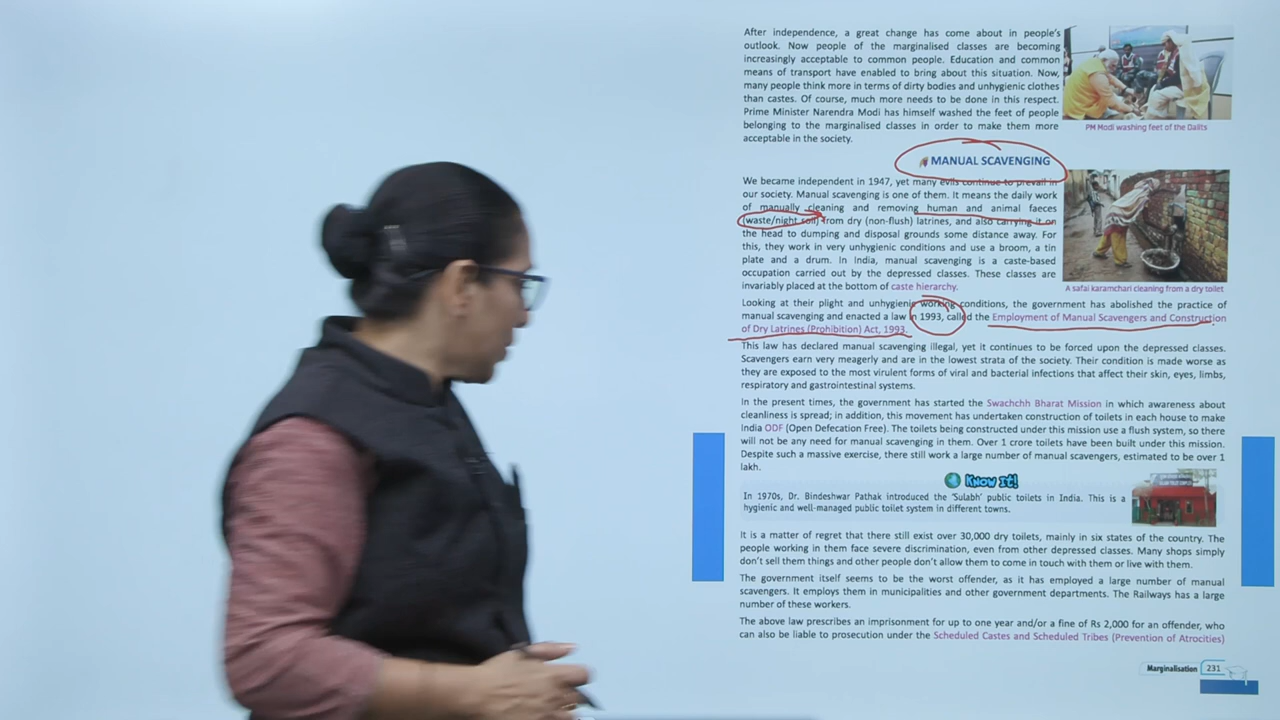 After independence, a great change has come about in people's
outlook. Now people of the marginalised classes are becoming
increasingly acceptable to common people. Education and common
means of transport have enabled to bring about this situation. Now,
many people think more in terms of dirty bodies and unhygienic clothes
than castes. Of course, much more needs to be done in this respect.
Prime Minister Narendra Modi has himself washed the feet of people
belonging to the marginalised classes in order to make them more
acceptable in the society.
PM Modi washing feet of the Dalits
MANUAL SCAVENGING
We became independent in 1947, yet many evils continue to prevail in
our society. Manual scavenging is one of them. It means the daily work
of manually cleaning and removing human and animal faeces
(waste/night soil) from dry (non-flush) latrines, and also carrying it on
the head to dumping and disposal grounds some distance away. For
this, they work in very unhygienic conditions and use a broom, a tin
plate and a drum. In India, manual scavenging is a caste-based
occupation carried out by the depressed classes. These classes are
invariably placed at the bottom of caste hierarchy.
A safai karamchari cleaning from a dry toilet
Looking at their plight and unhygienic working conditions, the government has abolished the practice of
manual scavenging and enacted a law in 1993, called the Employment of Manual Scavengers and Construction
of Dry Latrines (Prohibition) Act, 1993.
This law has declared manual scavenging illegal, yet it continues to be forced upon the depressed classes.
Scavengers earn very meagerly and are in the lowest strata of the society. Their condition is made worse as
they are exposed to the most virulent forms of viral and bacterial infections that affect their skin, eyes, limbs,
respiratory and gastrointestinal systems.
In the present times, the government has started the Swachchh Bharat Mission in which awareness about
cleanliness is spread; in addition, this movement has undertaken construction of toilets in each house to make
India ODF (Open Defecation Free). The toilets being constructed under this mission use a flush system, so there
will not be any need for manual scavenging in them. Over 1 crore toilets have been built under this mission.
Despite such a massive exercise, there still work a large number of manual scavengers, estimated to be over 1
lakh.
KNOW IT!
In 1970s, Dr. Bindeshwar Pathak introduced the 'Sulabh' public toilets in India. This is a
hygienic and well-managed public toilet system in different towns.
It is a matter of regret that there still exist over 30,000 dry toilets, mainly in six states of the country. The
people working in them face severe discrimination, even from other depressed classes. Many shops simply
don't sell them things and other people don't allow them to come in touch with them or live with them.
The government itself seems to be the worst offender, as it has employed a large number of manual
scavengers. It employs them in municipalities and other government departments. The Railways has a large
number of these workers.
The above law prescribes an imprisonment for up to one year and/or a fine of Rs 2,000 for an offender, who
can also be liable to prosecution under the Scheduled Castes and Scheduled Tribes (Prevention of Atrocities)
Marginalisation 231